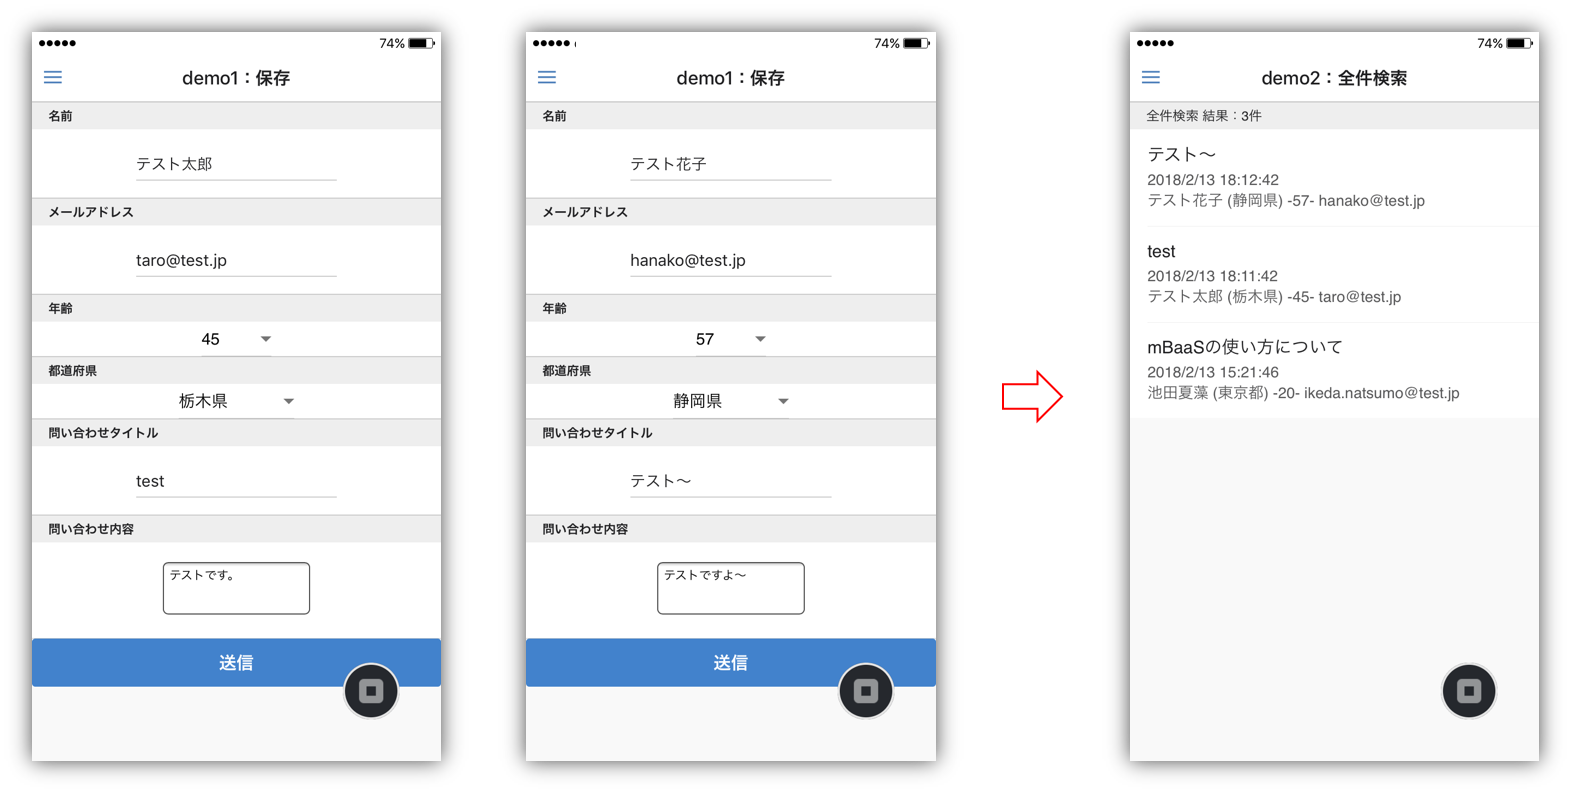 74%
demo1：保存
名前
テスト太郎
メールアドレス
taro@test.jp
年齢
45
都道府県
栃木県
問い合わせタイトル
test
問い合わせ内容
テストです。
送信
74%
demo1：保存
名前
テスト花子
メールアドレス
hanako@test.jp
年齢
57
都道府県
静岡県
問い合わせタイトル
テスト〜
問い合わせ内容
テストですよ〜
送信
74%
demo2：全件検索
全件検索 結果：3件
テスト〜
2018/2/13 18:12:42
テスト花子 (静岡県) -57- hanako@test.jp
test
2018/2/13 18:11:42
テスト太郎 (栃木県) -45- taro@test.jp
mBaaSの使い方について
2018/2/13 15:21:46
池田夏藻 (東京都) -20- ikeda.natsumo@test.jp